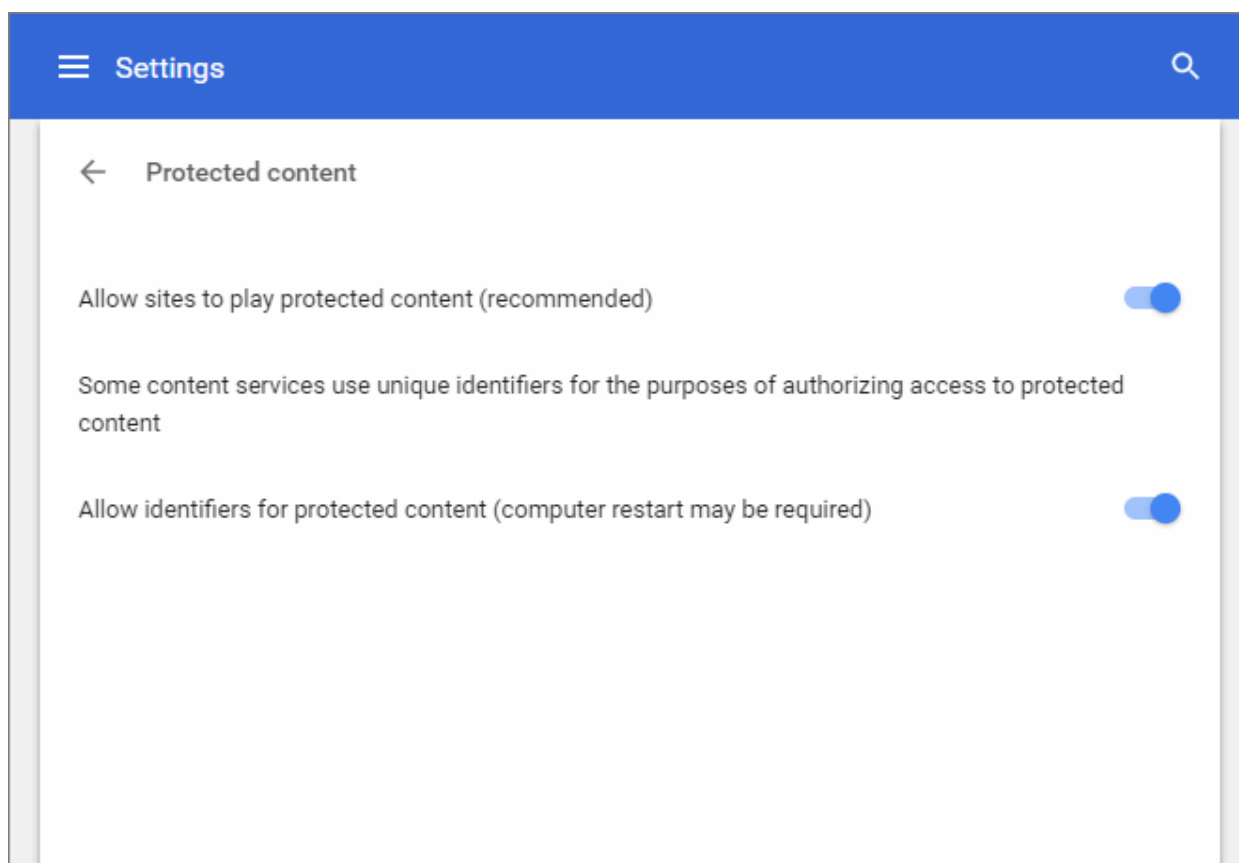 Settings
Protected content
Allow sites to play protected content (recommended)
Some content services use unique identifiers for the purposes of authorizing access to protected
content
Allow identifiers for protected content (computer restart may be required)